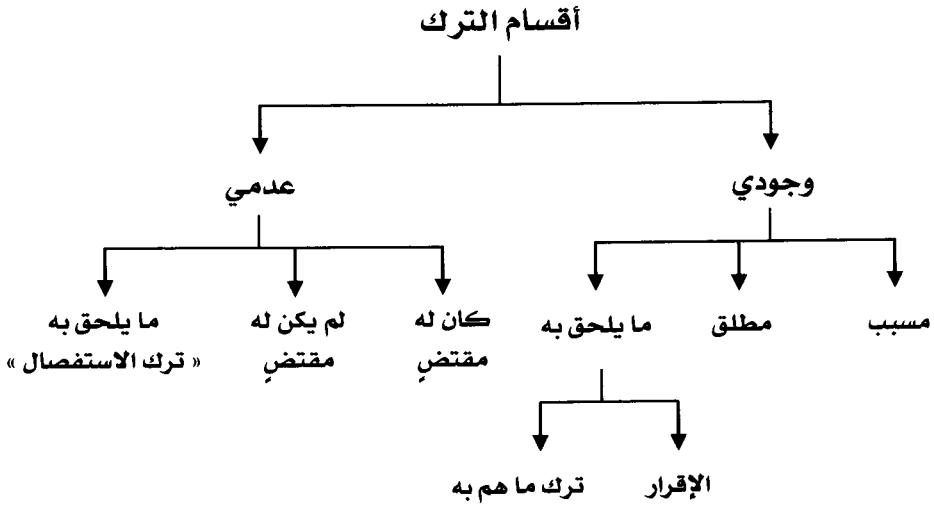 أقسام الترك
وجودي
عدمي
مسبب
مطلق
ما يلحق به
كان له
مقتضٍ
لم يكن له
مقتضٍ
ما يلحق به
« ترك الاستفصال »
الإقرار
ترك ما هم به